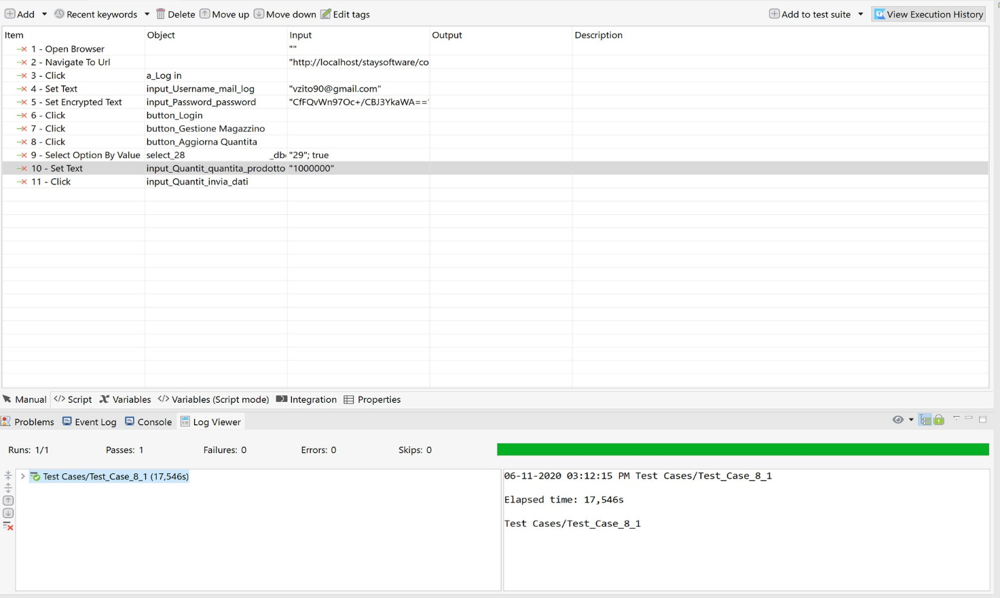 Add Recent keywords Delete Move up Move down Edit tags Add to test suite View Execution History
Item Object Input Output Description
1 - Open Browser ""
2 - Navigate To Url "http://localhost/staysoftware/co
3 - Click a_Log in
4 - Set Text input_Username_mail_log "vzito90@gmail.com"
5 - Set Encrypted Text input_Password_password "CfFQvWn97Oc+/CBJ3YkaWA=="
6 - Click button_Login
7 - Click button_Gestione Magazzino
8 - Click button_Aggiorna Quantita
9 - Select Option By Value select_28 _db "29"; true
10 - Set Text input_Quantit_quantita_prodotto "1000000"
11 - Click input_Quantit_invia_dati
Manual </> Script Variables </> Variables (Script mode) Integration Properties
Problems Event Log Console Log Viewer
Runs: 1/1 Passes: 1 Failures: 0 Errors: 0 Skips: 0
Test Cases/Test_Case_8_1 (17,546s)
06-11-2020 03:12:15 PM Test Cases/Test_Case_8_1
Elapsed time: 17,546s
Test Cases/Test_Case_8_1